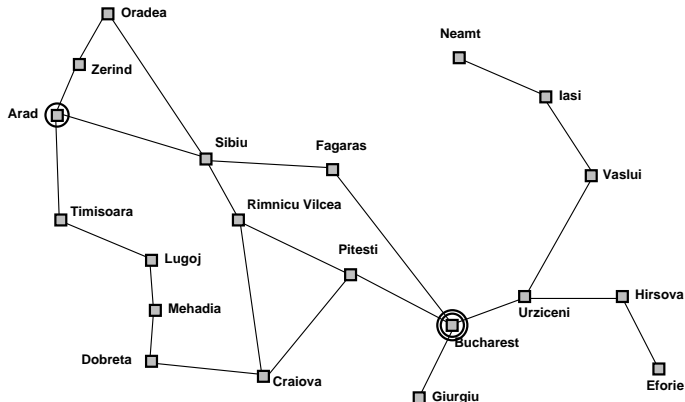 Oradea
Neamt
Zerind
Iasi
Arad
Sibiu
Fagaras
Vaslui
Rimnicu Vilcea
Timisoara
Pitesti
Lugoj
Hirsova
Mehadia
Urziceni
Bucharest
Dobreta
Craiova
Eforie
Giurgiu